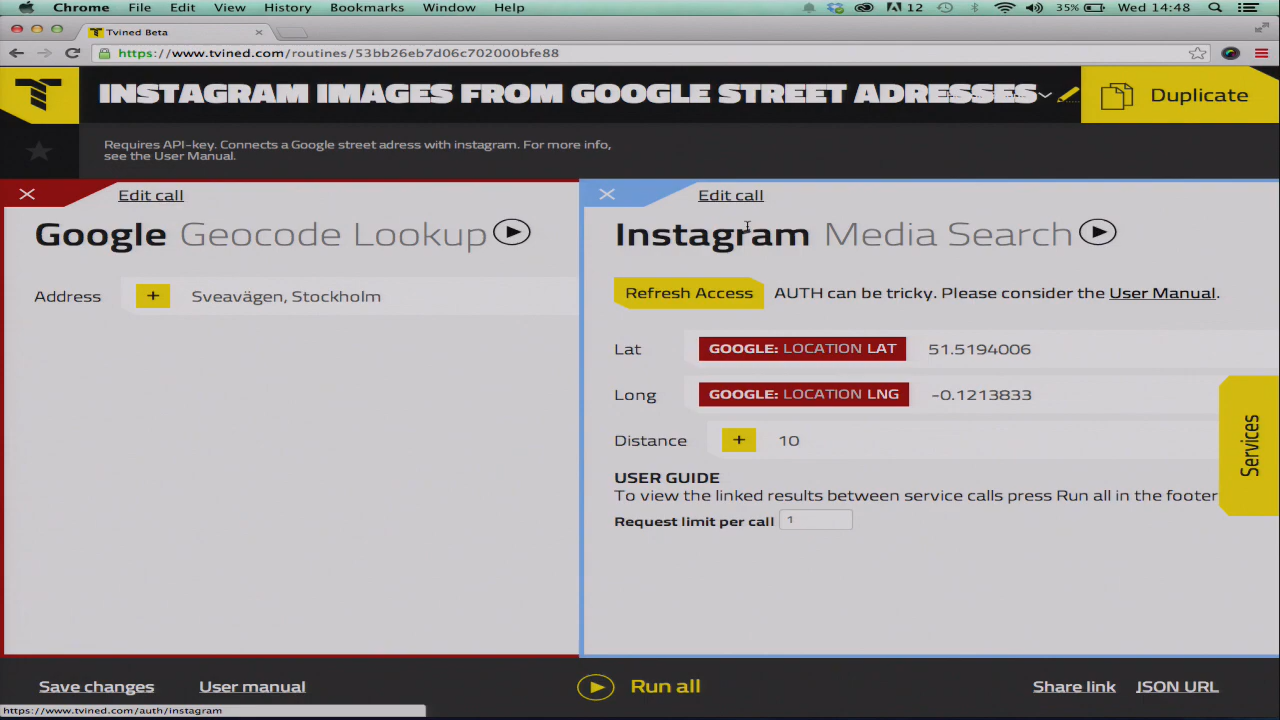 Chrome File Edit View History Bookmarks Window Help 12 35% Wed 14:48
Tvined Beta
https://www.tvined.com/routines/53bb26eb7d06c702000bfe88
INSTAGRAM IMAGES FROM GOOGLE STREET ADRESSES
Duplicate
Requires API-key. Connects a Google street adress with instagram. For more info,
see the User Manual.
Edit call
Google Geocode Lookup
Address + Sveavägen, Stockholm
Edit call
Instagram Media Search
Refresh Access AUTH can be tricky. Please consider the User Manual.
Lat GOOGLE: LOCATION LAT 51.5194006
Long GOOGLE: LOCATION LNG -0.1213833
Distance + 10
USER GUIDE
To view the linked results between service calls press Run all in the footer
Request limit per call 1
Services
Save changes User manual Run all Share link JSON URL
https://www.tvined.com/auth/instagram